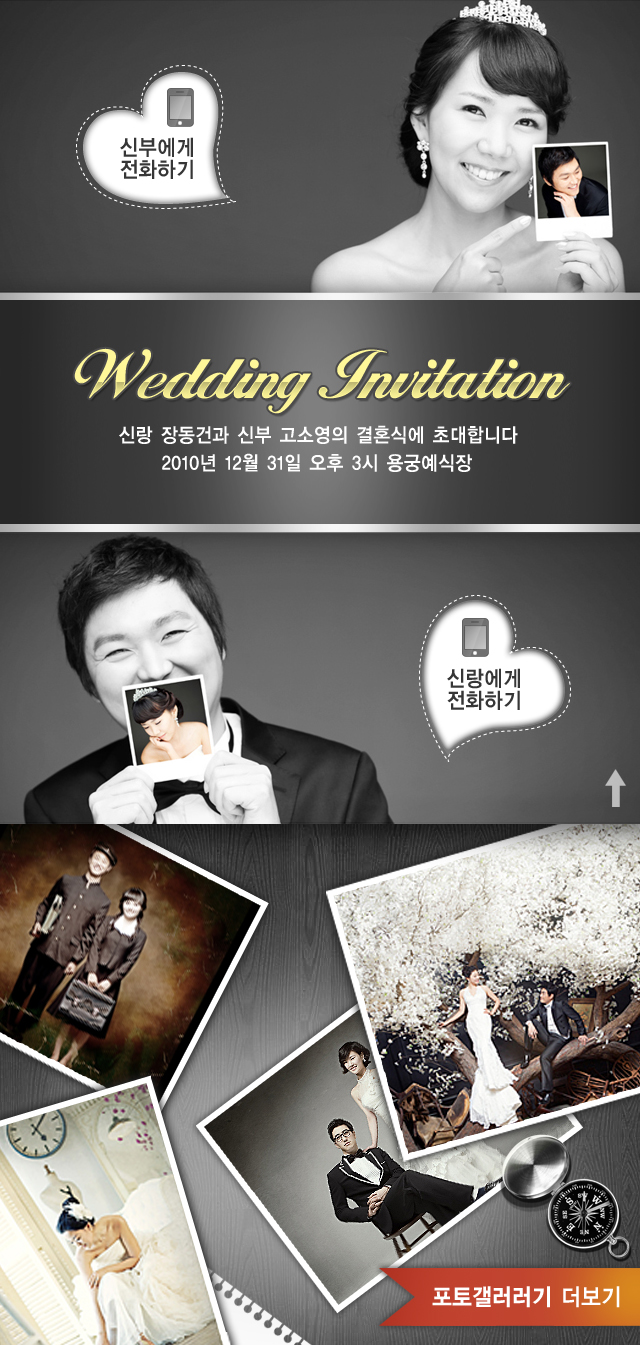 신부에게
전화하기
Wedding Invitation
신랑 장동건과 신부 고소영의 결혼식에 초대합니다
2010년 12월 31일 오후 3시 용궁예식장
신랑에게
전화하기
포토갤러러기 더보기